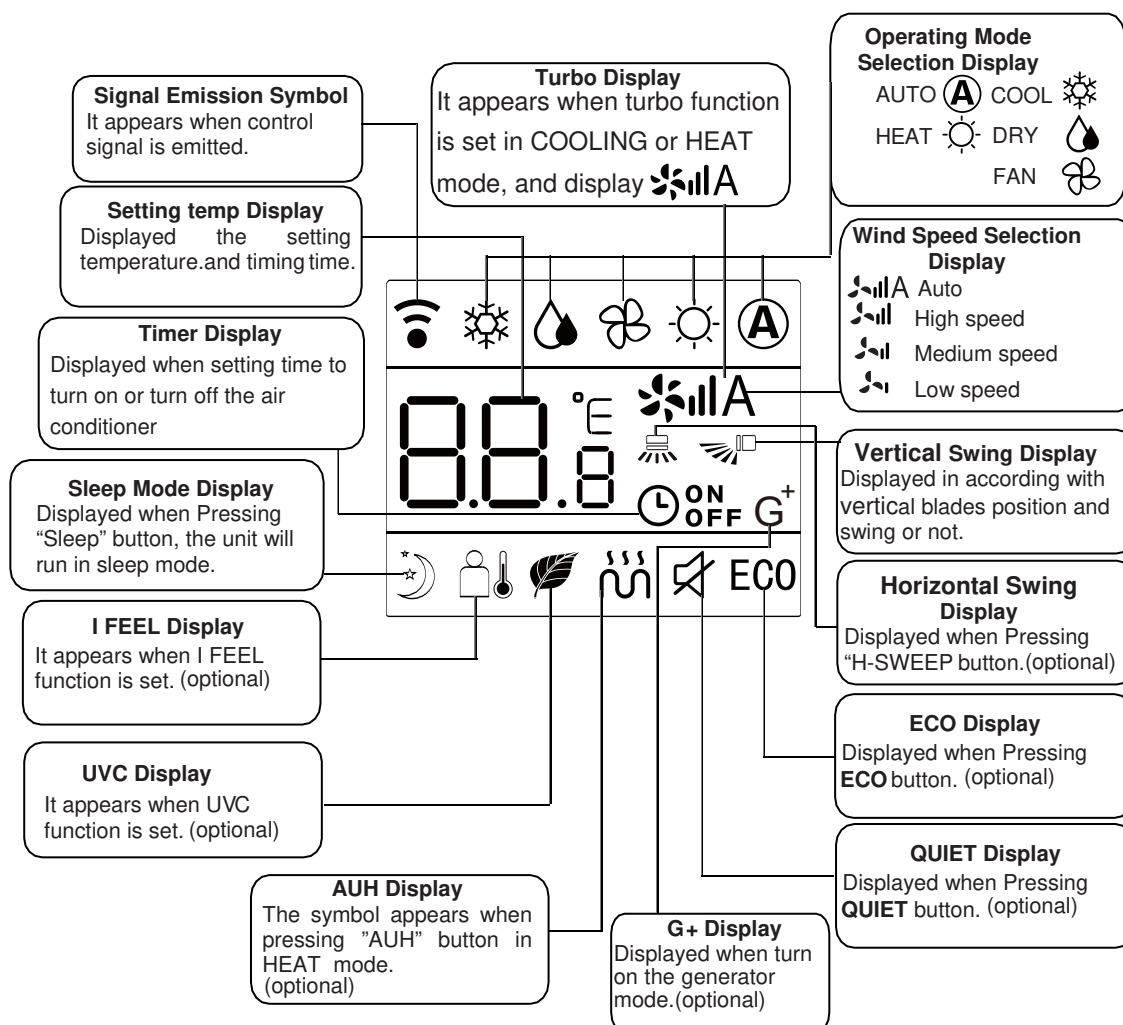 Operating Mode
Selection Display
AUTO A COOL
HEAT DRY
FAN
Turbo Display
It appears when turbo function
is set in COOLING or HEAT
mode, and display A
Signal Emission Symbol
It appears when control
signal is emitted.
Setting temp Display
Displayed the setting
temperature.and timing time.
Wind Speed Selection
Display
A Auto
High speed
Medium speed
Low speed
Timer Display
Displayed when setting time to
turn on or turn off the air
conditioner
A
88.8 °E
A
ON
OFF
G+
ECO
Vertical Swing Display
Displayed in according with
vertical blades position and
swing or not.
Sleep Mode Display
Displayed when Pressing
“Sleep” button, the unit will
run in sleep mode.
Horizontal Swing
Display
Displayed when Pressing
“H-SWEEP button.(optional)
I FEEL Display
It appears when I FEEL
function is set. (optional)
ECO Display
Displayed when Pressing
ECO button. (optional)
UVC Display
It appears when UVC
function is set. (optional)
QUIET Display
Displayed when Pressing
QUIET button. (optional)
AUH Display
The symbol appears when
pressing ”AUH” button in
HEAT mode.
(optional)
G+ Display
Displayed when turn
on the generator
mode.(optional)